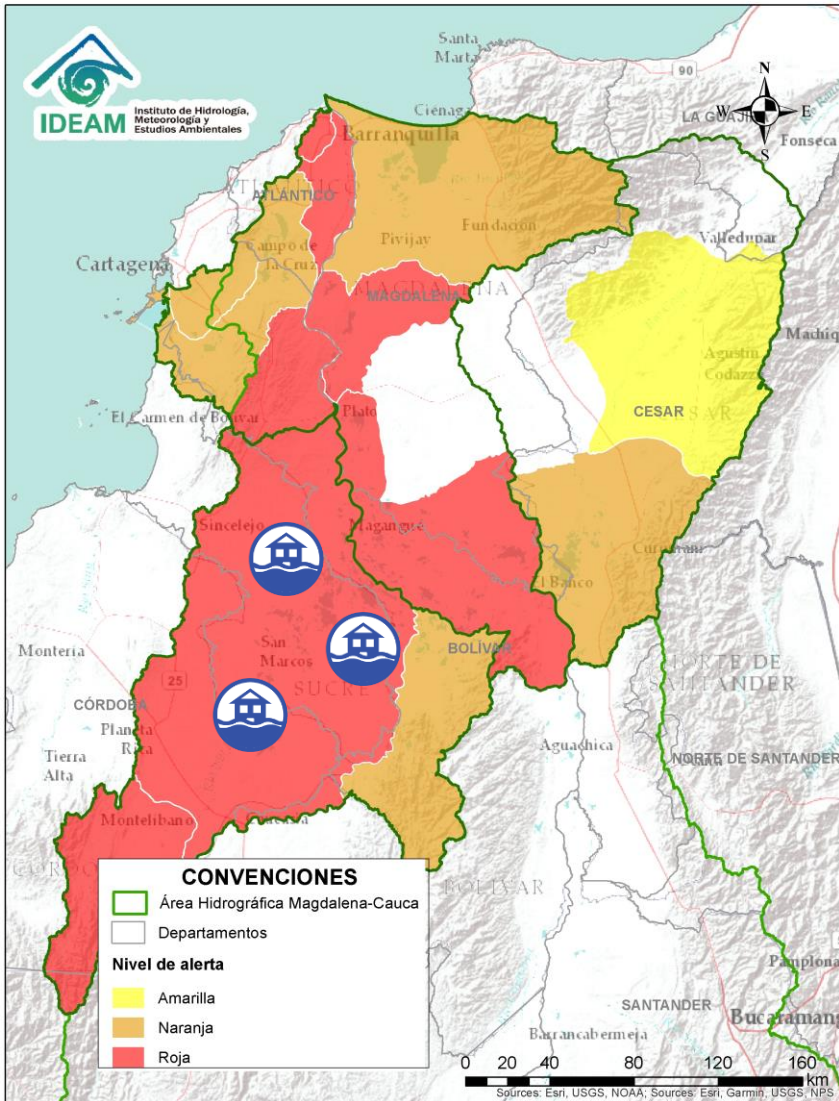 IDEAM
Instituto de Hidrología,
Meteorología y
Estudios Ambientales
Santa
Marta
90
N
W
E
S
Ciénaga
LA GUAJIR
Fonseca
Barranquilla
ATLÁNTICO
Valledupar
Fundación
Pivijay
Campo de
la Cruz
Cartagena
MAGDALENA
Machiq
Agustín
Codazzi
El Carmen de Bolívar
Plato
CESAR
Sincelejo
Magangué
El Banco
San
Marcos
BOLÍVAR
Montería
SUCRE
NORTE DE
SANTANDER
25
CÓRDOBA
Planeta
Rica
Tierra
Alta
Aguachica
NORTE DE SANTANDER
Montelíbano
BOLÍVAR
CONVENCIONES
Área Hidrográfica Magdalena-Cauca
Departamentos
Nivel de alerta
Amarilla
Naranja
Roja
Pamplona
SANTANDER
Bucaramang
Barrancabermeja
0 20 40 80 120 160
km
Sources: Esri, USGS, NOAA; Sources: Esri, Garmin, USGS, NPS